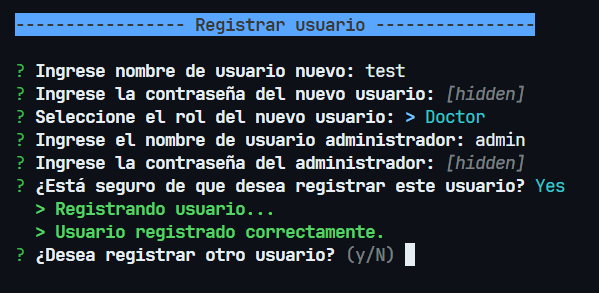 ----------------- Registrar usuario ----------------
? Ingrese nombre de usuario nuevo: test
? Ingrese la contraseña del nuevo usuario: [hidden]
? Seleccione el rol del nuevo usuario: > Doctor
? Ingrese el nombre de usuario administrador: admin
? Ingrese la contraseña del administrador: [hidden]
? ¿Está seguro de que desea registrar este usuario? Yes
> Registrando usuario...
> Usuario registrado correctamente.
? ¿Desea registrar otro usuario? (y/N)